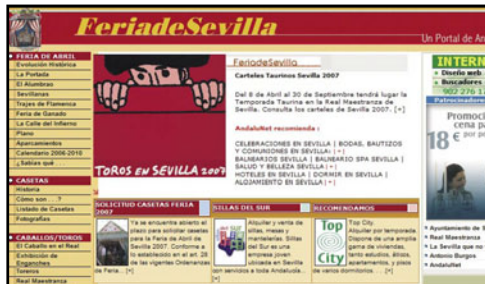 FeriadeSevilla
Un Portal de An
FERIA DE ABRIL
Evolución Histórica
La Portada
El Alumbrao
Sevillanas
Trajes de Flamenca
Feria de Ganado
La Calle del Infierno
Plano
Aparcamientos
Calendario 2006-2010
¿Sabías qué . . .?
CASETAS
Historia
Cómo son . . .?
Listado de Casetas
Fotografías
CABALLOS/TOROS
El Caballo en el Real
Exhibición de
Enganches
Toreros
Real Maestranza
TOROS EN SEVILLA 2007
FeriadeSevilla
Carteles Taurinos Sevilla 2007
Del 8 de Abril al 30 de Septiembre tendrá lugar la
Temporada Taurina en la Real Maestranza de
Sevilla. Consulta los carteles de Sevilla 2007. [+]
AndaluNet recomienda :
CELEBRACIONES EN SEVILLA | BODAS, BAUTIZOS
Y COMUNIONES EN SEVILLA: [+]
BALNEARIOS SEVILLA | BALNEARIO SPA SEVILLA |
SALUD Y BELLEZA SEVILLA: [+]
HOTELES EN SEVILLA | DORMIR EN SEVILLA |
ALOJAMIENTO EN SEVILLA: [+]
SOLICITUD CASETAS FERIA
2007
Ya se encuentra abierto el
plazo para solicitar casetas
para la Feria de Abril de
Sevilla 2007. Conforme a
lo establecido en el art. 28
de las vigentes Ordenanzas
de Feria... [+]
SILLAS DEL SUR
Alquiler y venta de
sillas, mesas y
mantelerías. Sillas
del Sur es una
empresa joven
ubicada en Sevilla
con servicios a toda Andalucía...
[+]
RECOMENDAMOS
Top
City
Top City.
Alquiler por temporada.
Dispone de una amplia
gama de viviendas,
tanto estudios, áticos,
apartamentos, y pisos
de varios dormitorios. ... [+]
INTERN
Diseño web
Buscadores
902 276 1
Patrocinadores
Promoci
cena pa
18 € por pe
Ayuntamiento de S
Real Maestranza
La Sevilla que no
Antonio Burgos
AndaluNet